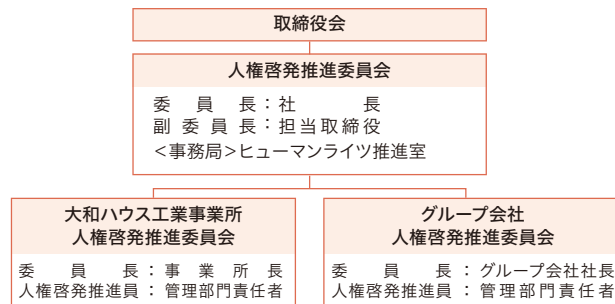 取締役会
人権啓発推進委員会
委員長：社長
副委員長：担当取締役
<事務局>ヒューマンライツ推進室
大和ハウス工業事業所
人権啓発推進委員会
委員長：事業所長
人権啓発推進員：管理部門責任者
グループ会社
人権啓発推進委員会
委員長：グループ会社社長
人権啓発推進員：管理部門責任者